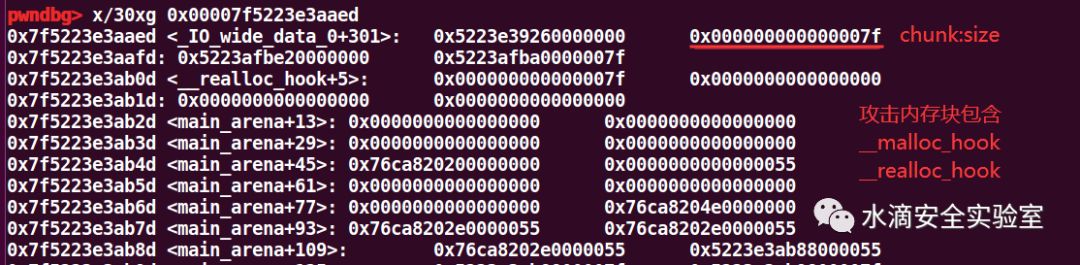 pwndbg> x/30xg 0x00007f5223e3aaed
0x7f5223e3aaed <_IO_wide_data_0+301>: 0x5223e39260000000 0x000000000000007f chunk:size
0x7f5223e3aafd: 0x5223afbe20000000 0x5223afba0000007f
0x7f5223e3ab0d <__realloc_hook+5>: 0x000000000000007f 0x0000000000000000
0x7f5223e3ab1d: 0x0000000000000000 0x0000000000000000
0x7f5223e3ab2d <main_arena+13>: 0x0000000000000000 0x0000000000000000
0x7f5223e3ab3d <main_arena+29>: 0x0000000000000000 0x0000000000000000
0x7f5223e3ab4d <main_arena+45>: 0x76ca820200000000 0x0000000000000055
0x7f5223e3ab5d <main_arena+61>: 0x0000000000000000 0x0000000000000000
0x7f5223e3ab6d <main_arena+77>: 0x0000000000000000 0x76ca8204e0000000
0x7f5223e3ab7d <main_arena+93>: 0x76ca8202e0000055 0x76ca8202e0000055
0x7f5223e3ab8d <main_arena+109>: 0x76ca8202e0000055 0x5223e3ab88000055
攻击内存块包含
__malloc_hook
__realloc_hook
水滴安全实验室